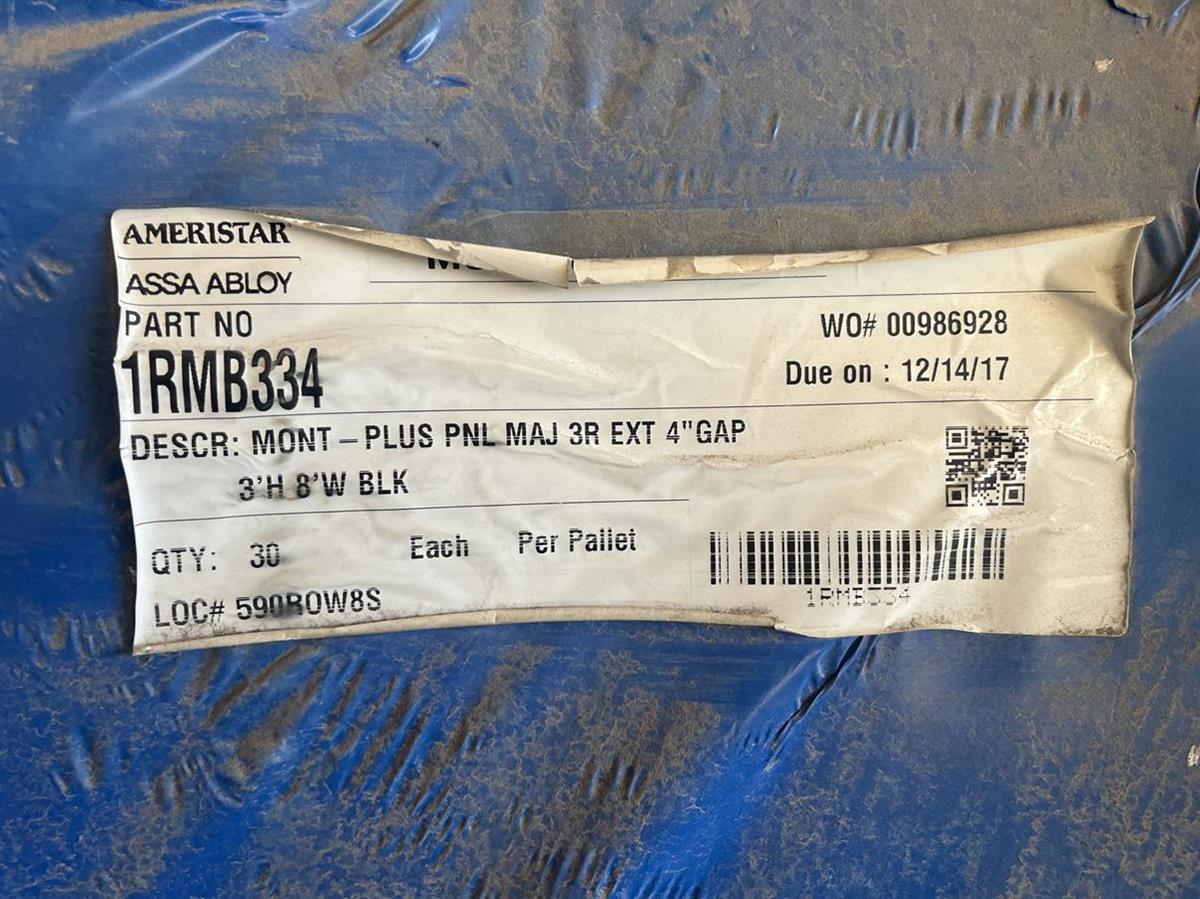 AMERISTAR
ASSA ABLOY
PART NO
1RMB334
WO# 00986928
Due on : 12/14/17
DESCR: MONT – PLUS PNL MAJ 3R EXT 4"GAP
3'H 8'W BLK
QTY: 30 Each Per Pallet
LOC# 590BOW8S
1RMB334